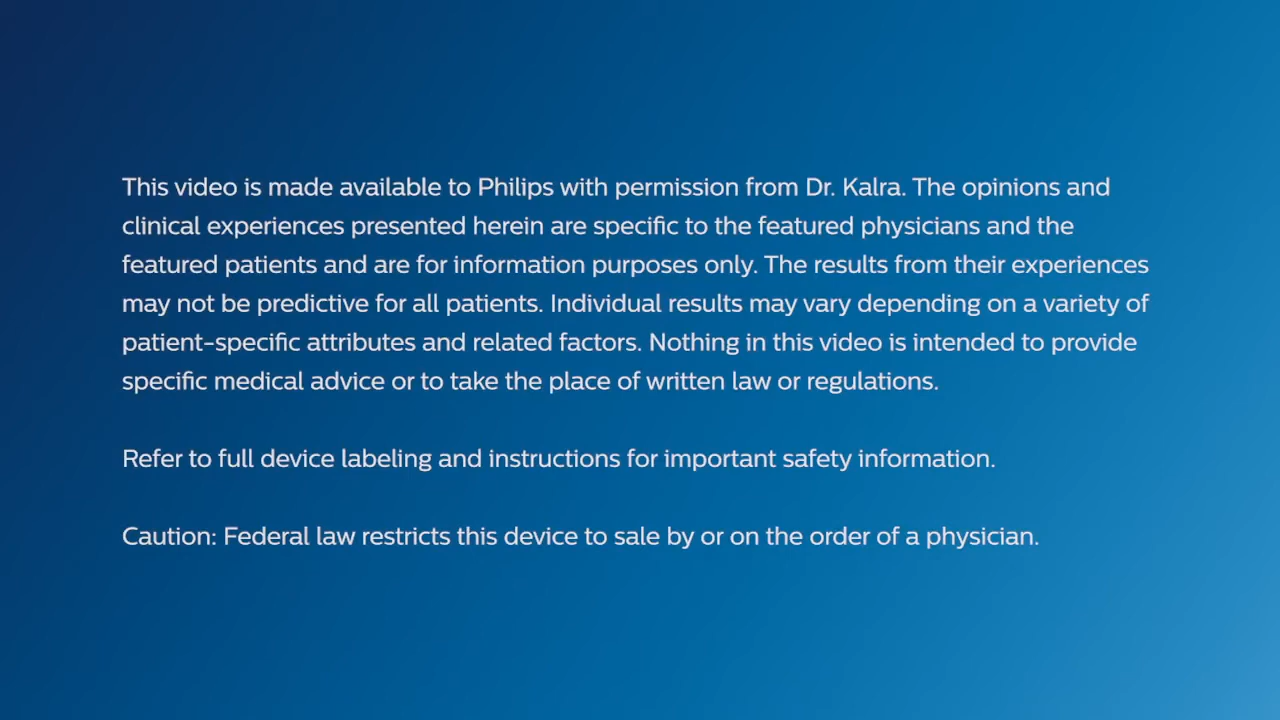 This video is made available to Philips with permission from Dr. Kalra. The opinions and
clinical experiences presented herein are specific to the featured physicians and the
featured patients and are for information purposes only. The results from their experiences
may not be predictive for all patients. Individual results may vary depending on a variety of
patient-specific attributes and related factors. Nothing in this video is intended to provide
specific medical advice or to take the place of written law or regulations.
Refer to full device labeling and instructions for important safety information.
Caution: Federal law restricts this device to sale by or on the order of a physician.